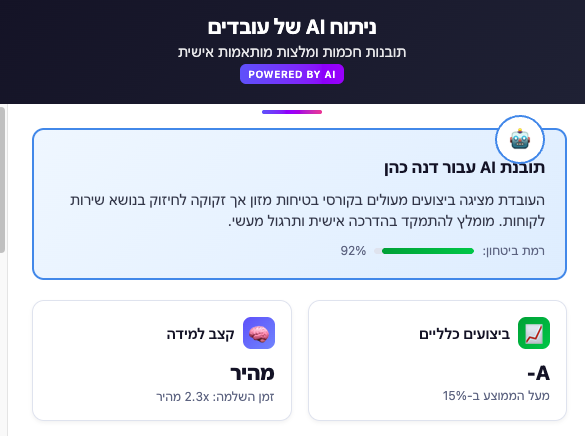 ניתוח AI של עובדים
תובנות חכמות ומלצות מותאמות אישית
POWERED BY AI
תובנת AI עבור דנה כהן
העובדת מציגה ביצועים מעולים בקורסי בטיחות מזון אך זקוקה לחיזוק בנושא שירות
לקוחות. מומלץ להתמקד בהדרכה אישית ותרגול מעשי.
רמת ביטחון: 92%
ביצועים כלליים
A-
מעל הממוצע ב-15%
קצב למידה
מהיר
זמן השלמה: 2.3x מהיר